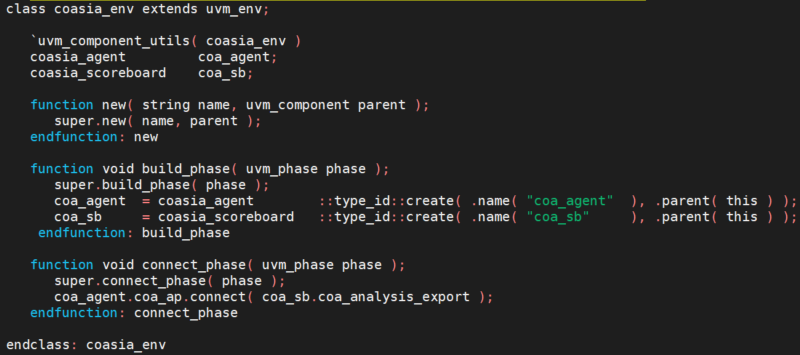 class coasia_env extends uvm_env;
`uvm_component_utils( coasia_env )
coasia_agent coa_agent;
coasia_scoreboard coa_sb;
function new( string name, uvm_component parent );
super.new( name, parent );
endfunction: new
function void build_phase( uvm_phase phase );
super.build_phase( phase );
coa_agent = coasia_agent ::type_id::create( .name( "coa_agent" ), .parent( this ) );
coa_sb = coasia_scoreboard ::type_id::create( .name( "coa_sb" ), .parent( this ) );
endfunction: build_phase
function void connect_phase( uvm_phase phase );
super.connect_phase( phase );
coa_agent.coa_ap.connect( coa_sb.coa_analysis_export );
endfunction: connect_phase
endclass: coasia_env